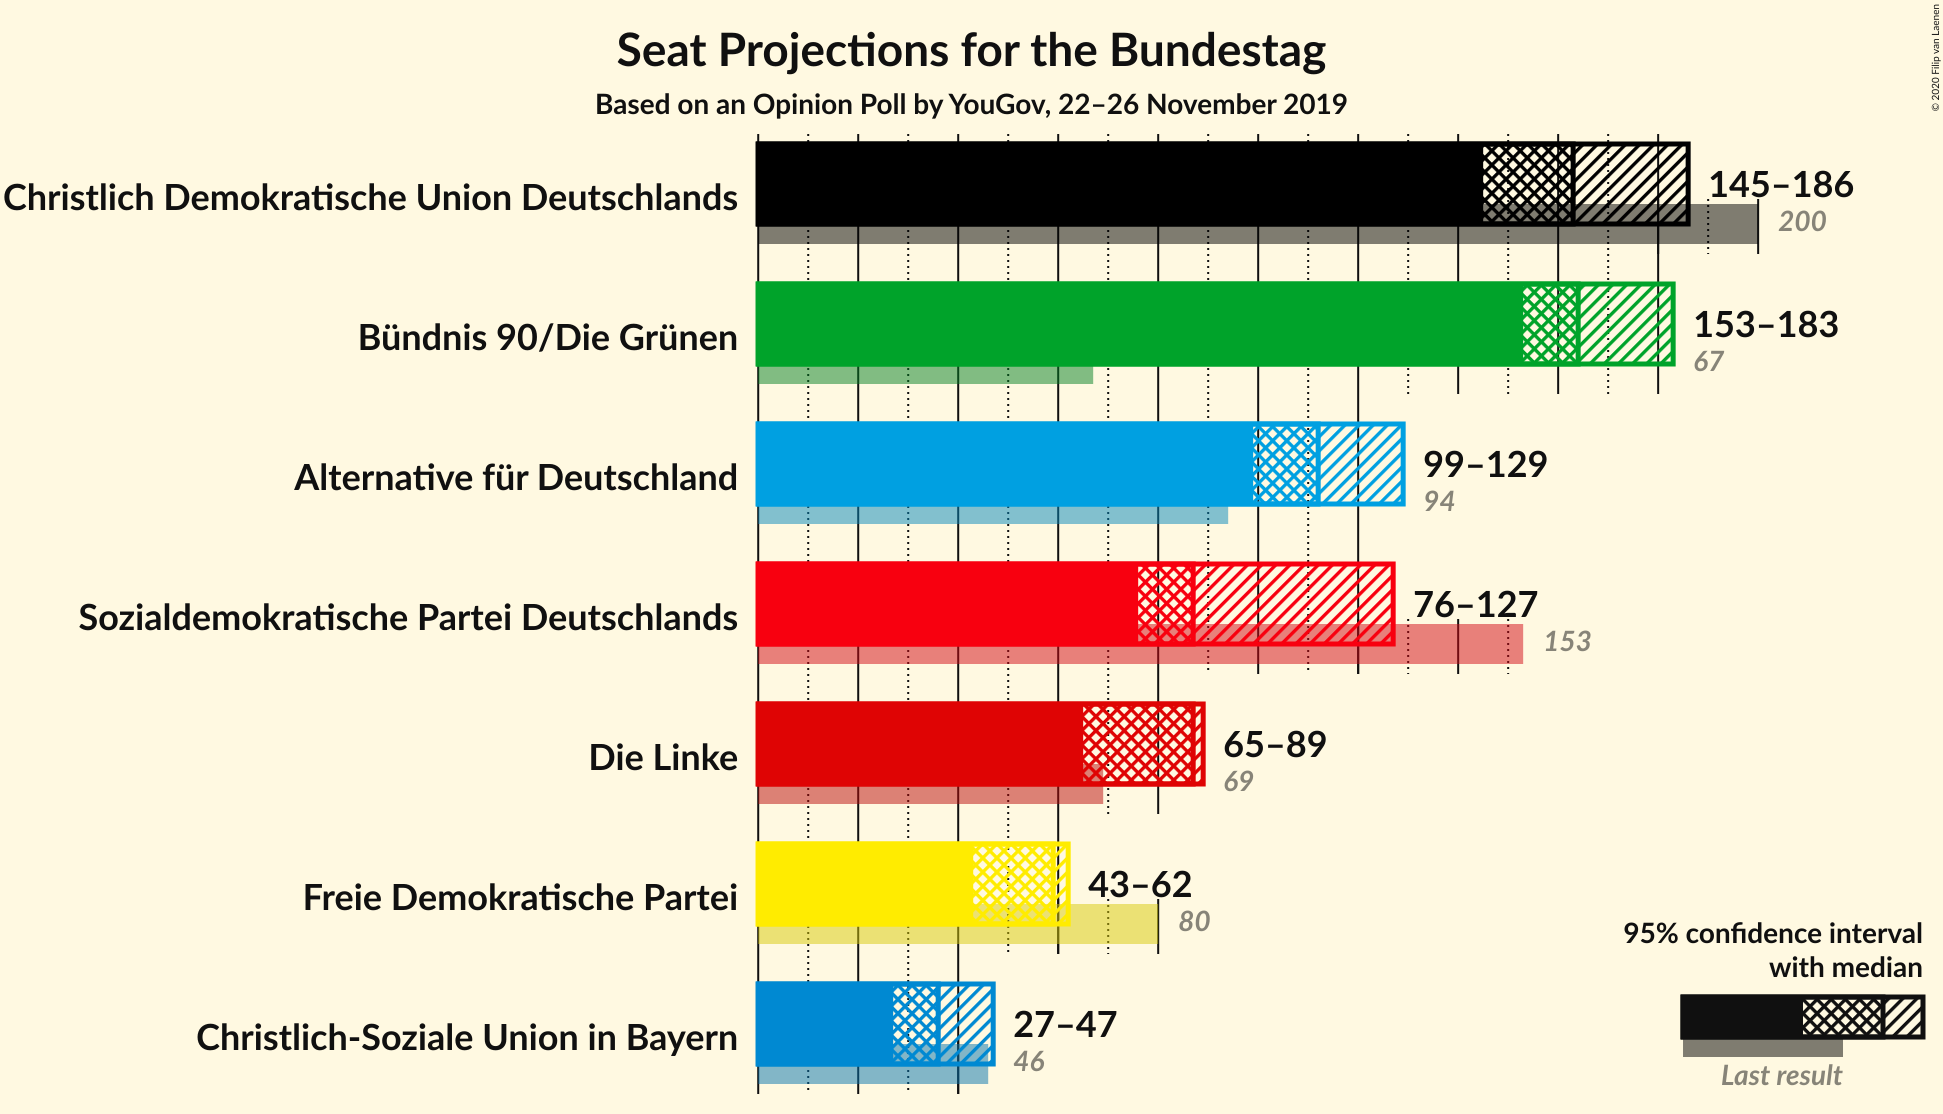 Seat Projections for the Bundestag
Based on an Opinion Poll by YouGov, 22–26 November 2019
© 2020 Filip van Laenen
Christlich Demokratische Union Deutschlands
145–186
200
Bündnis 90/Die Grünen
153–183
67
Alternative für Deutschland
99–129
94
Sozialdemokratische Partei Deutschlands
76–127
153
Die Linke
65–89
69
Freie Demokratische Partei
43–62
80
Christlich-Soziale Union in Bayern
27–47
46
95% confidence interval
with median
Last result